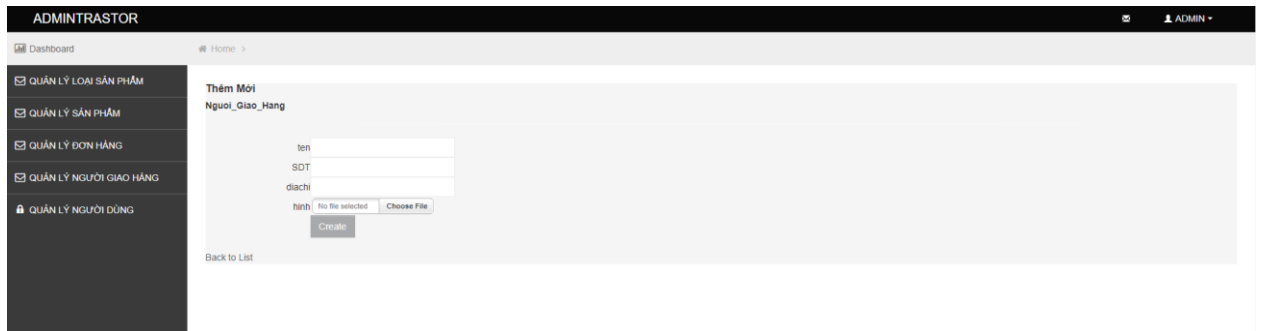 ADMINTRASTOR
ADMIN
Dashboard
Home >
QUẢN LÝ LOẠI SẢN PHẨM
QUẢN LÝ SẢN PHẨM
QUẢN LÝ ĐƠN HÀNG
QUẢN LÝ NGƯỜI GIAO HÀNG
QUẢN LÝ NGƯỜI DÙNG
Thêm Mới
Nguoi_Giao_Hang
ten
SDT
diachi
hinh No file selected Choose File
Create
Back to List